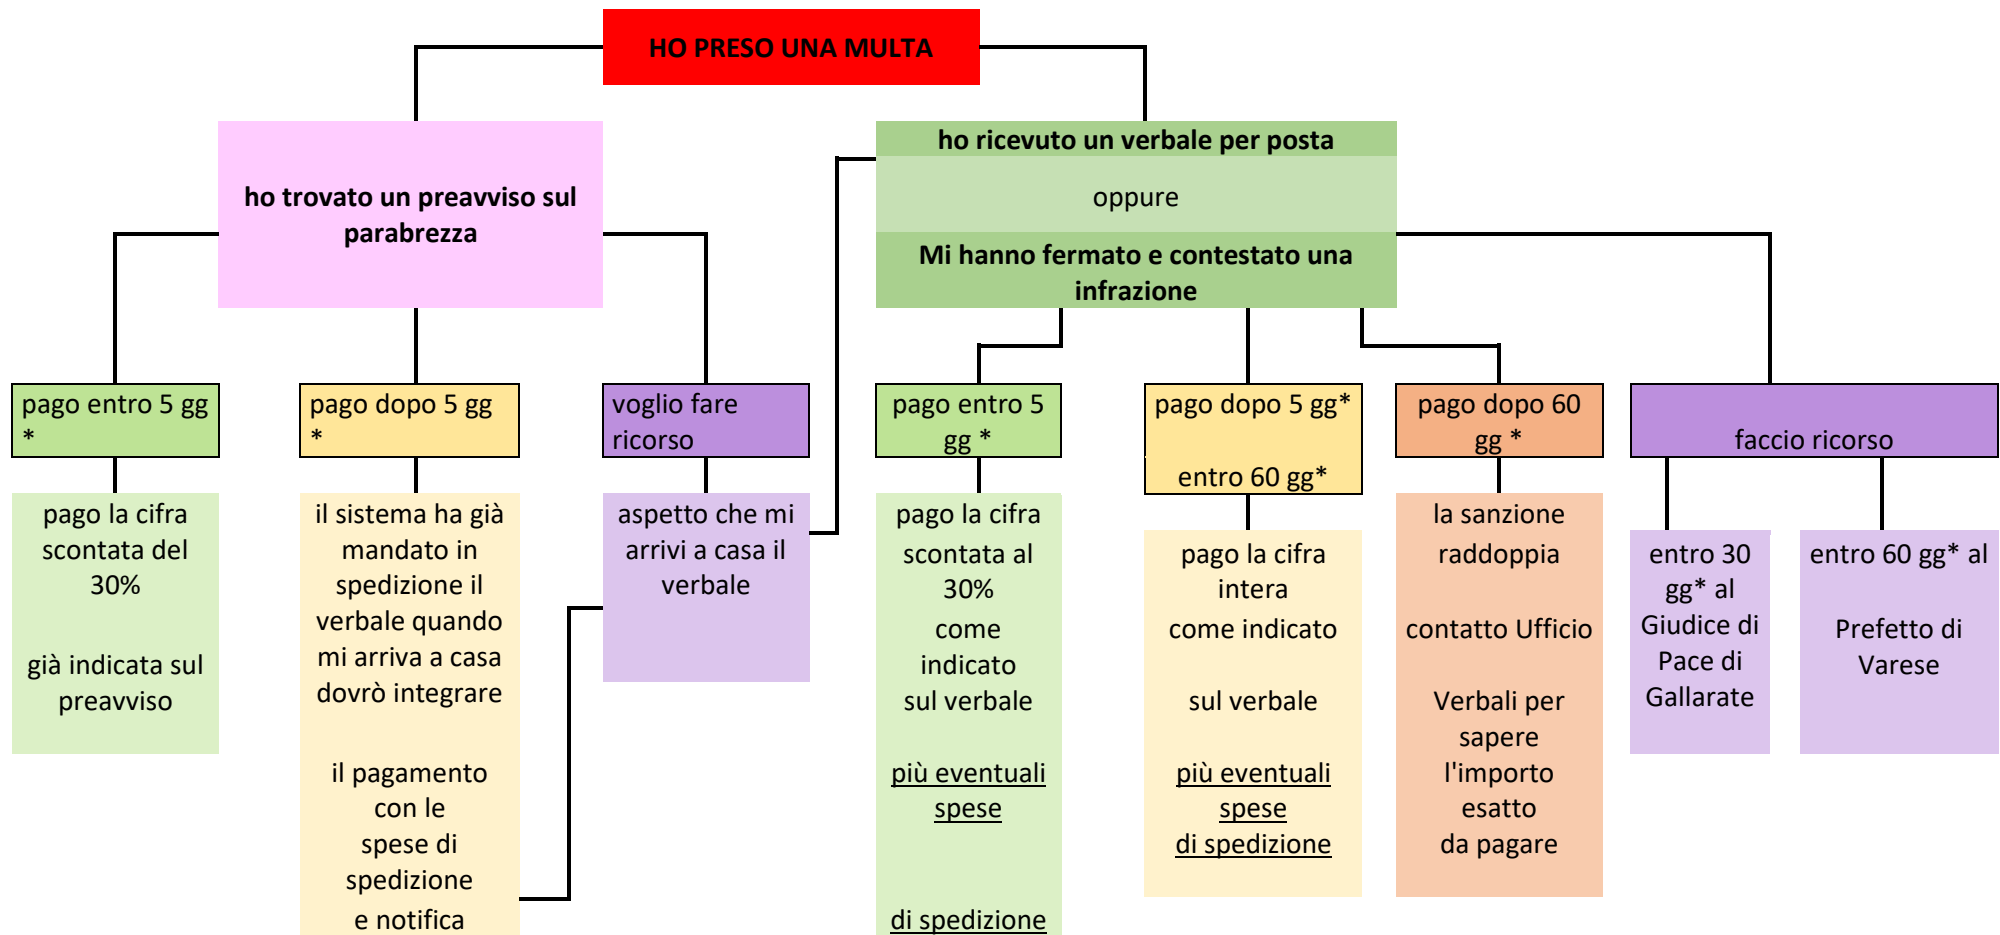 HO PRESO UNA MULTA
ho trovato un preavviso sul
parabrezza
ho ricevuto un verbale per posta
oppure
Mi hanno fermato e contestato una
infrazione
pago entro 5 gg
*
pago dopo 5 gg
*
voglio fare
ricorso
pago entro 5
gg *
pago dopo 5 gg*
entro 60 gg*
pago dopo 60
gg *
faccio ricorso
pago la cifra
scontata del
30%
già indicata sul
preavviso
il sistema ha già
mandato in
spedizione il
verbale quando
mi arriva a casa
dovrò integrare
il pagamento
con le
spese di
spedizione
e notifica
aspetto che mi
arrivi a casa il
verbale
pago la cifra
scontata al
30%
come
indicato
sul verbale
più eventuali
spese
di spedizione
pago la cifra
intera
come indicato
sul verbale
più eventuali
spese
di spedizione
la sanzione
raddoppia
contatto Ufficio
Verbali per
sapere
l'importo
esatto
da pagare
entro 30
gg* al
Giudice di
Pace di
Gallarate
entro 60 gg* al
Prefetto di
Varese